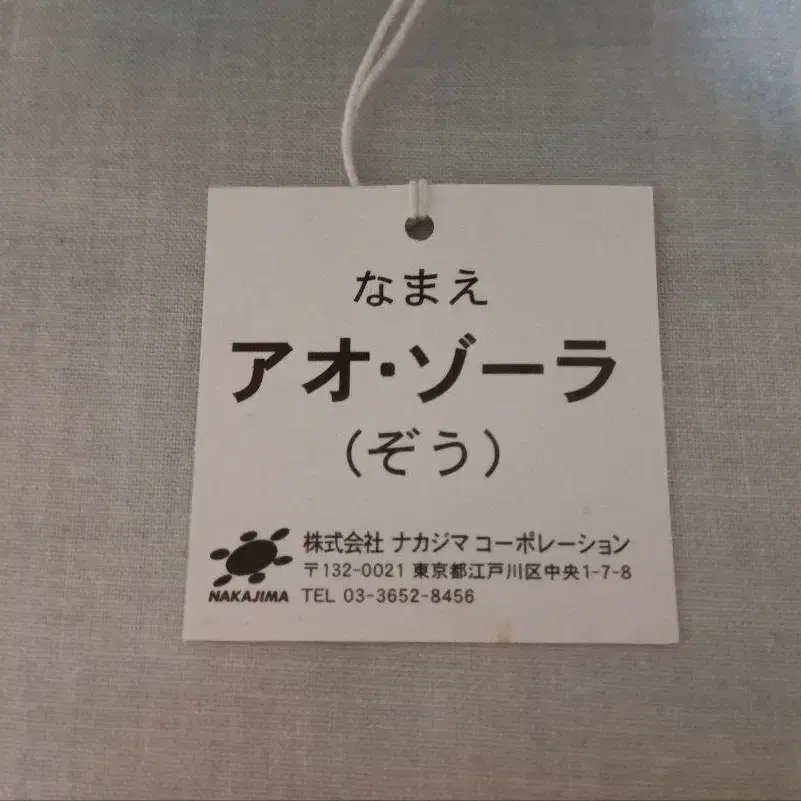 なまえ
アオ・ゾーラ
（ぞう）
株式会社 ナカジマ コーポレーション
〒132-0021 東京都江戸川区中央1-7-8
NAKAJIMA TEL 03-3652-8456